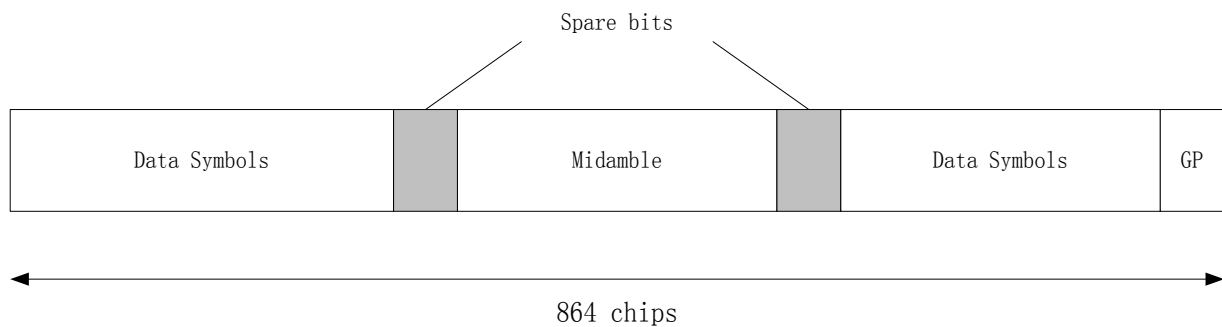 Spare bits
Data Symbols
Midamble
Data Symbols
GP
864 chips